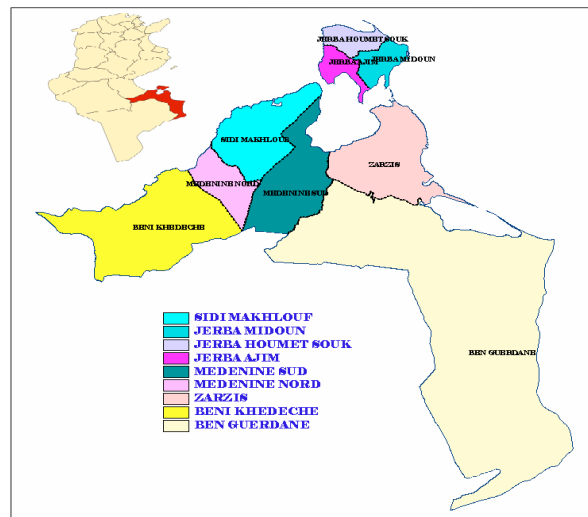 JERBA HOUMET SOUK
JERBA MIDOUN
JERBA AJIM
SIDI MAKHLOUF
ZARZIS
MEDENINE NORD
MEDENINE SUD
BENI KHEDECHE
BEN GUERDANE
SIDI MAKHLOUF
JERBA MIDOUN
JERBA HOUMET SOUK
JERBA AJIM
MEDENINE SUD
MEDENINE NORD
ZARZIS
BENI KHEDECHE
BEN GUERDANE